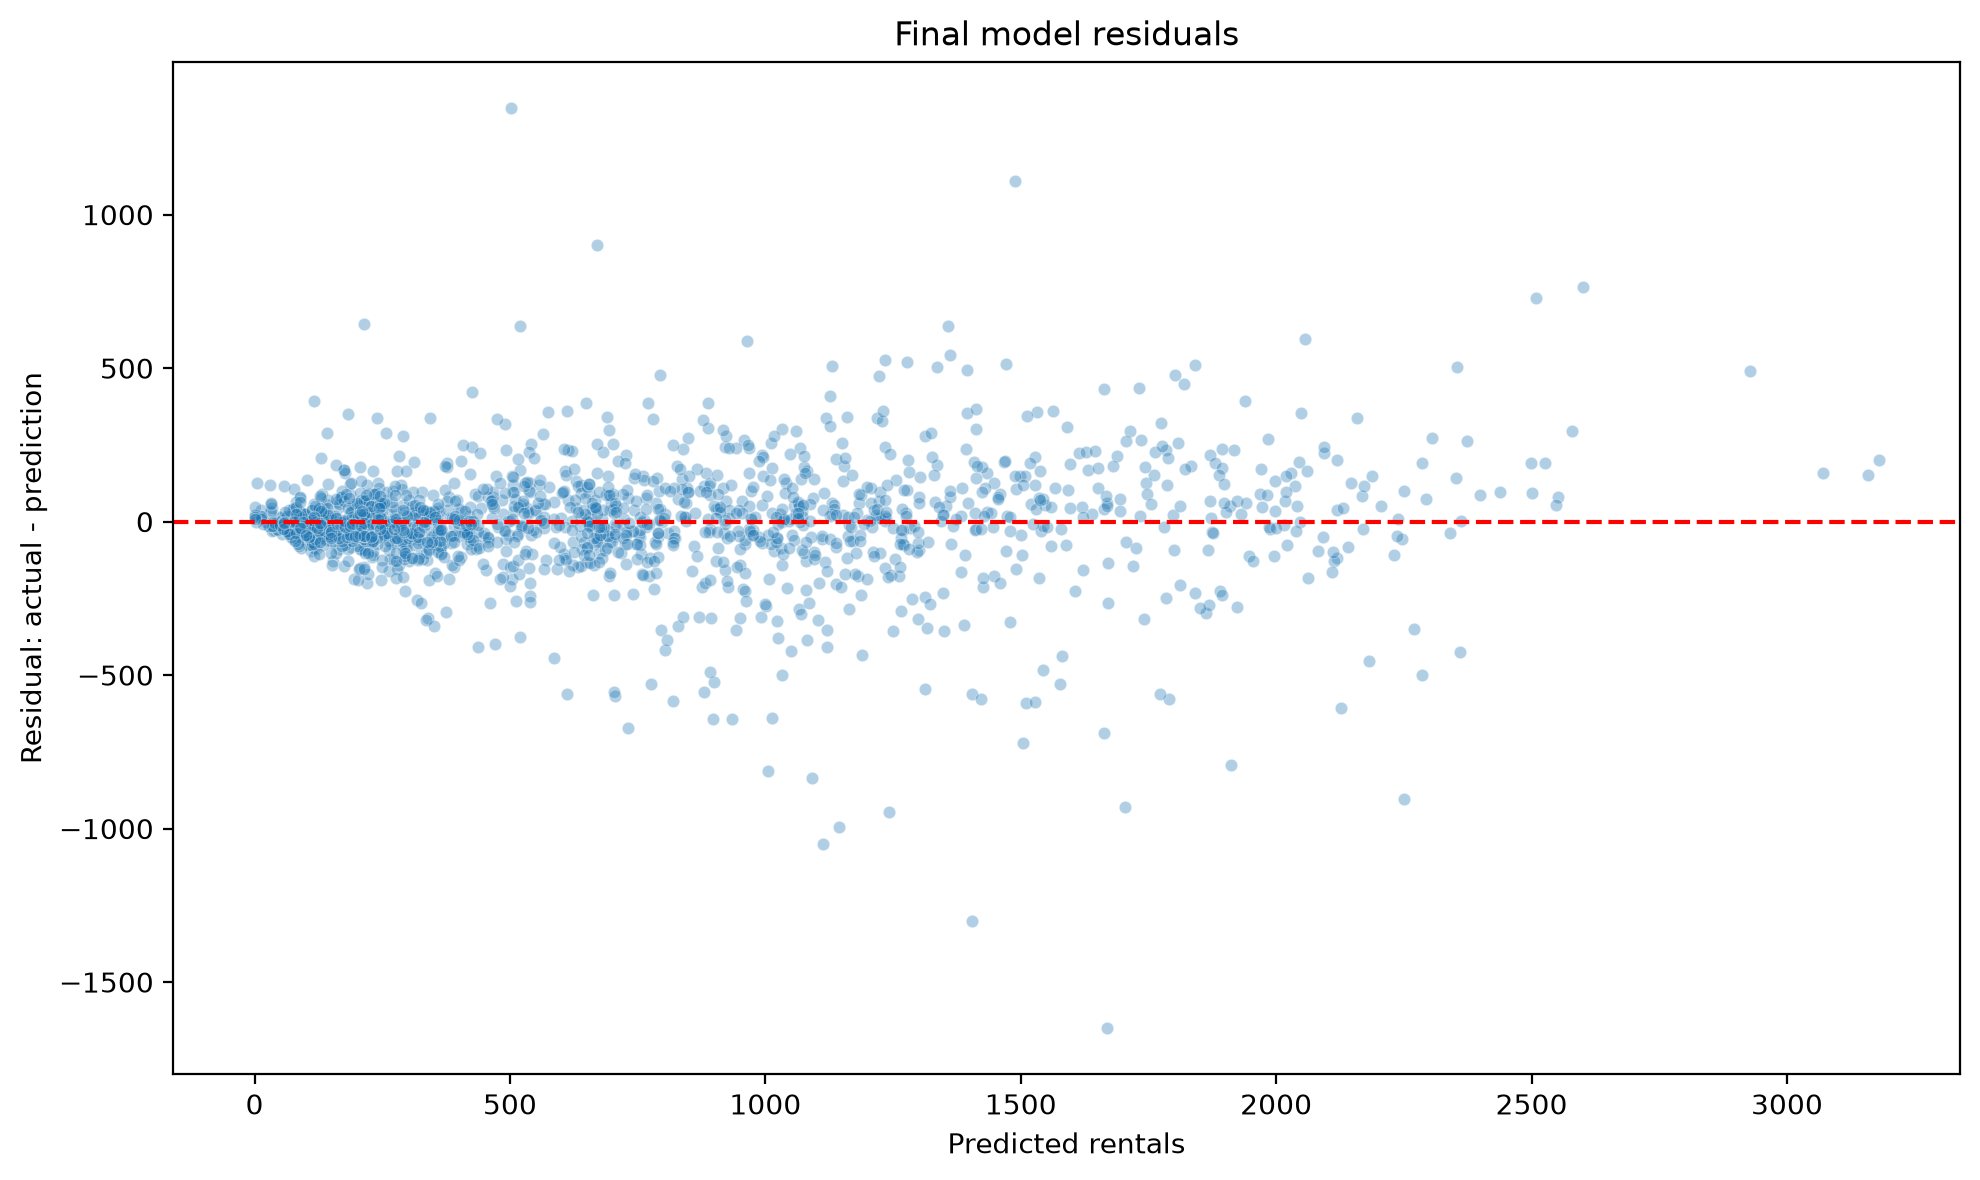 Final model residuals
Residual: actual - prediction
1000
500
0
−500
−1000
−1500
0 500 1000 1500 2000 2500 3000
Predicted rentals